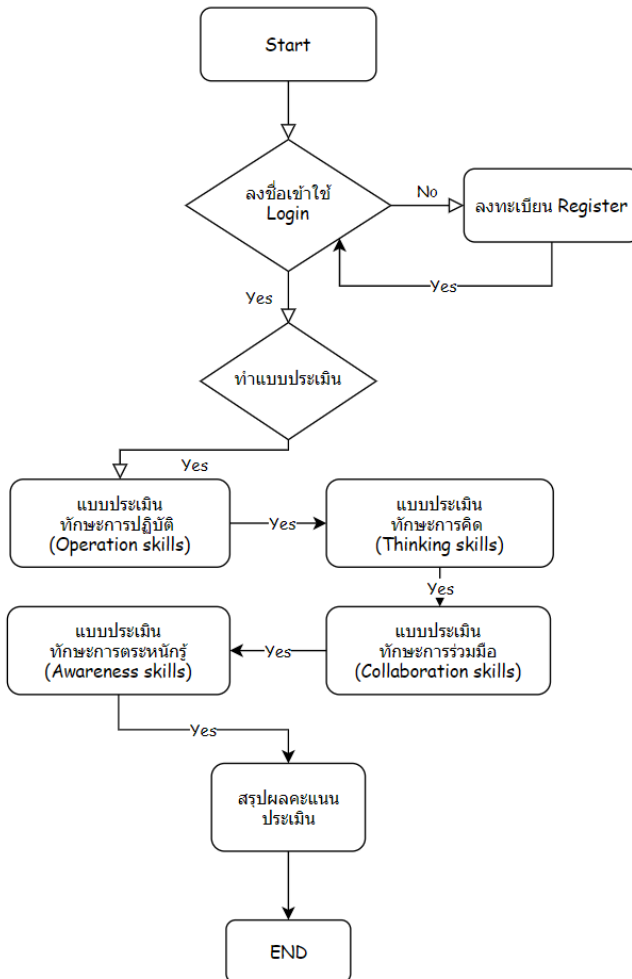 Start
ลงชื่อเข้าใช้
Login
No
ลงทะเบียน Register
Yes
Yes
ทำแบบประเมิน
Yes
แบบประเมิน
ทักษะการปฏิบัติ
(Operation skills)
Yes
แบบประเมิน
ทักษะการคิด
(Thinking skills)
Yes
แบบประเมิน
ทักษะการร่วมมือ
(Collaboration skills)
Yes
แบบประเมิน
ทักษะการตระหนักรู้
(Awareness skills)
Yes
สรุปผลคะแนน
ประเมิน
END